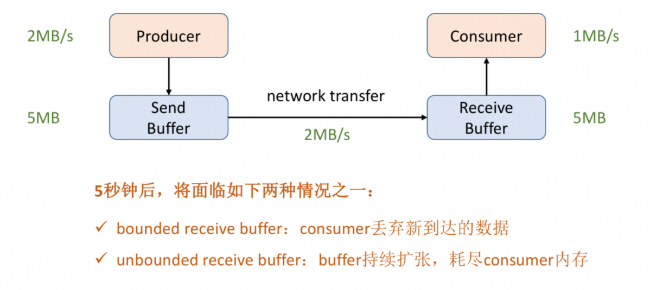 2MB/s Producer Consumer 1MB/s
network transfer
5MB Send Buffer 2MB/s Receive Buffer 5MB
5秒钟后，将面临如下两种情况之一：
✓ bounded receive buffer：consumer丢弃新到达的数据
✓ unbounded receive buffer：buffer持续扩张，耗尽consumer内存